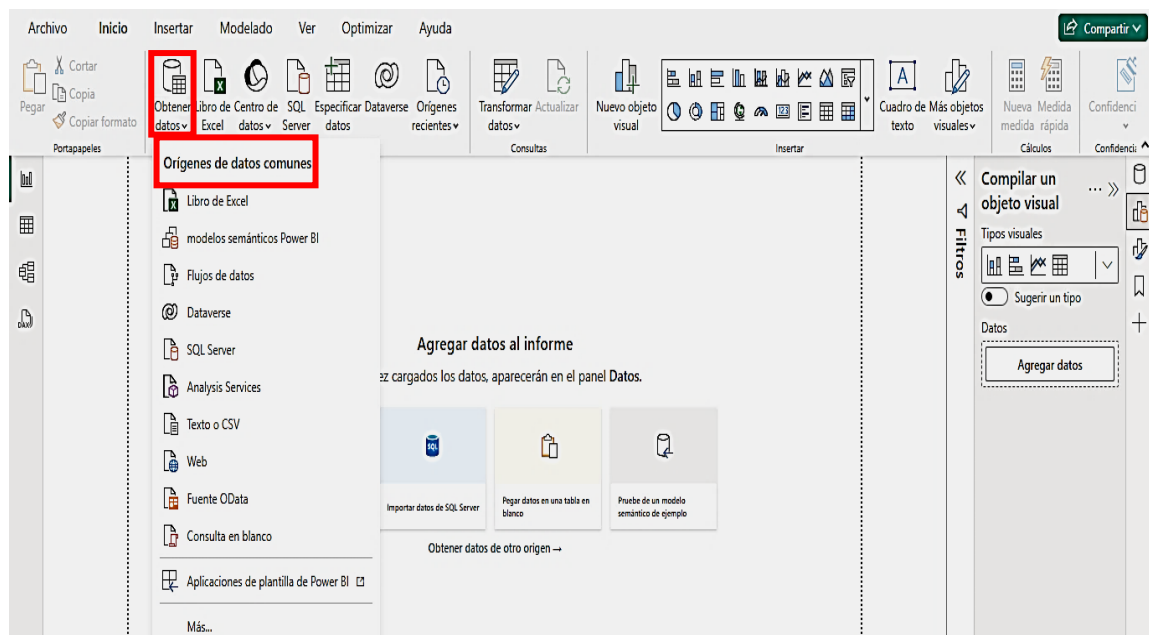 Archivo Inicio Insertar Modelado Ver Optimizar Ayuda
Compartir
Pegar
Cortar
Copia
Copiar formato
Portapapeles
Obtener datos
Libro de Excel
Centro de datos
SQL Server
Especificar datos
Dataverse
Orígenes recientes
Transformar datos
Actualizar
Consultas
Nuevo objeto visual
Insertar
A
Cuadro de texto
Más objetos visuales
Nueva medida
Medida rápida
Cálculos
Confidenci
Confidenci
Orígenes de datos comunes
Libro de Excel
modelos semánticos Power BI
Flujos de datos
Dataverse
SQL Server
Analysis Services
Texto o CSV
Web
Fuente OData
Consulta en blanco
Aplicaciones de plantilla de Power BI
Más...
DAX
Agregar datos al informe
ez cargados los datos, aparecerán en el panel Datos.
SQL
Importar datos de SQL Server
Pegar datos en una tabla en
blanco
Pruebe de un modelo
semántico de ejemplo
Obtener datos de otro origen →
Filtros
Compilar un
objeto visual
Tipos visuales
Sugerir un tipo
Datos
Agregar datos